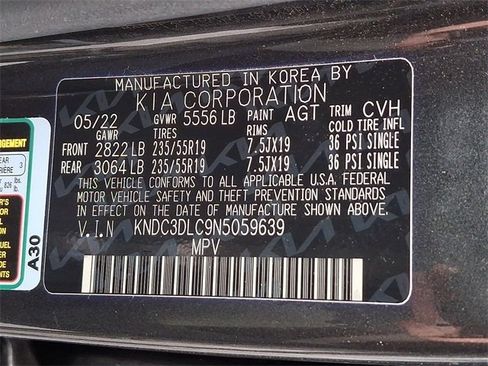 MANUFACTURED IN KOREA BY
KIA CORPORATION
05/22 GVWR 5556 LB PAINT AGT TRIM CVH
GAWR TIRES RIMS COLD TIRE INFL
FRONT 2822 LB 235/55R19 7.5JX19 36 PSI SINGLE
REAR 3064 LB 235/55R19 7.5JX19 36 PSI SINGLE
THIS VEHICLE CONFORMS TO ALL APPLICABLE U.S.A. FEDERAL
MOTOR VEHICLE SAFETY, BUMPER, AND THEFT PREVENTION STANDARDS
IN EFFECT ON THE DATE OF MANUFACTURE SHOWN ABOVE.
V.I.N KNDC3DLC9N5059639
MPV
A30